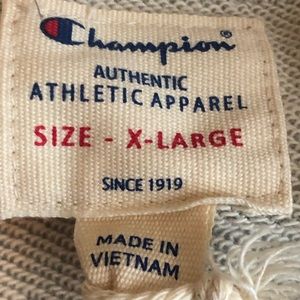 Champion
AUTHENTIC
ATHLETIC APPAREL
SIZE - X-LARGE
SINCE 1919
MADE IN
VIETNAM